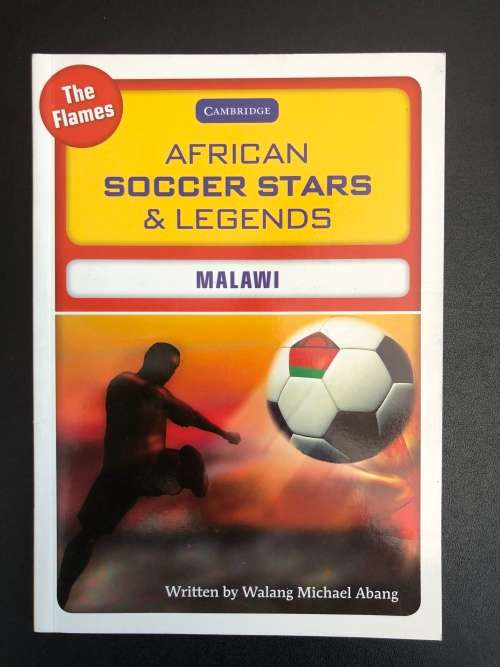 The
Flames
CAMBRIDGE
AFRICAN
SOCCER STARS
& LEGENDS
MALAWI
Written by Walang Michael Abang